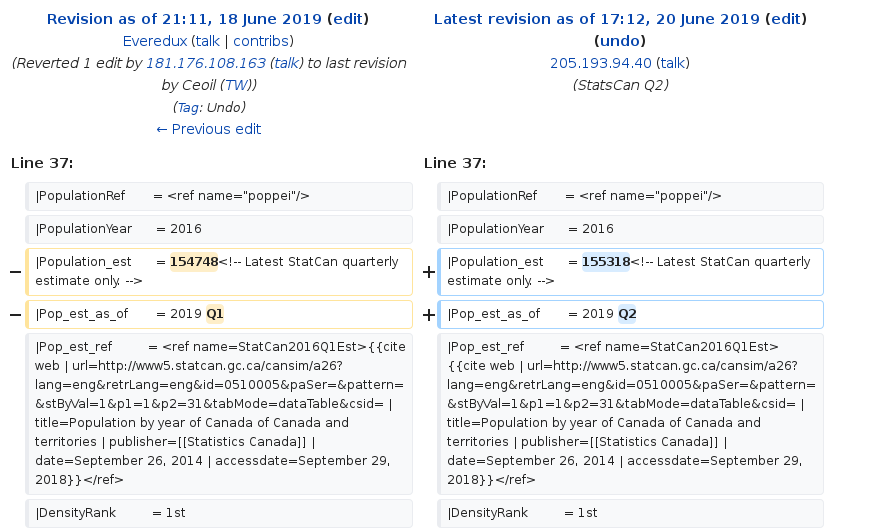 Revision as of 21:11, 18 June 2019 (edit)
Everedux (talk | contribs)
(Reverted 1 edit by 181.176.108.163 (talk) to last revision
by Ceoil (TW))
(Tag: Undo)
← Previous edit
Latest revision as of 17:12, 20 June 2019 (edit)
(undo)
205.193.94.40 (talk)
(StatsCan Q2)
Line 37:
Line 37:
|PopulationRef = <ref name="poppei"/>
|PopulationRef = <ref name="poppei"/>
|PopulationYear = 2016
|PopulationYear = 2016
− |Population_est = 154748<!-- Latest StatCan quarterly
estimate only. -->
+ |Population_est = 155318<!-- Latest StatCan quarterly
estimate only. -->
− |Pop_est_as_of = 2019 Q1
+ |Pop_est_as_of = 2019 Q2
|Pop_est_ref = <ref name=StatCan2016Q1Est>{{cite
web | url=http://www5.statcan.gc.ca/cansim/a26?
lang=eng&retrLang=eng&id=0510005&paSer=&pattern=
&stByVal=1&p1=1&p2=31&tabMode=dataTable&csid= |
title=Population by year of Canada of Canada and
territories | publisher=[[Statistics Canada]] |
date=September 26, 2014 | accessdate=September 29,
2018}}</ref>
|Pop_est_ref = <ref name=StatCan2016Q1Est>
{{cite web | url=http://www5.statcan.gc.ca/cansim/a26?
lang=eng&retrLang=eng&id=0510005&paSer=&pattern=
&stByVal=1&p1=1&p2=31&tabMode=dataTable&csid= |
title=Population by year of Canada of Canada and
territories | publisher=[[Statistics Canada]] |
date=September 26, 2014 | accessdate=September 29,
2018}}</ref>
|DensityRank = 1st
|DensityRank = 1st